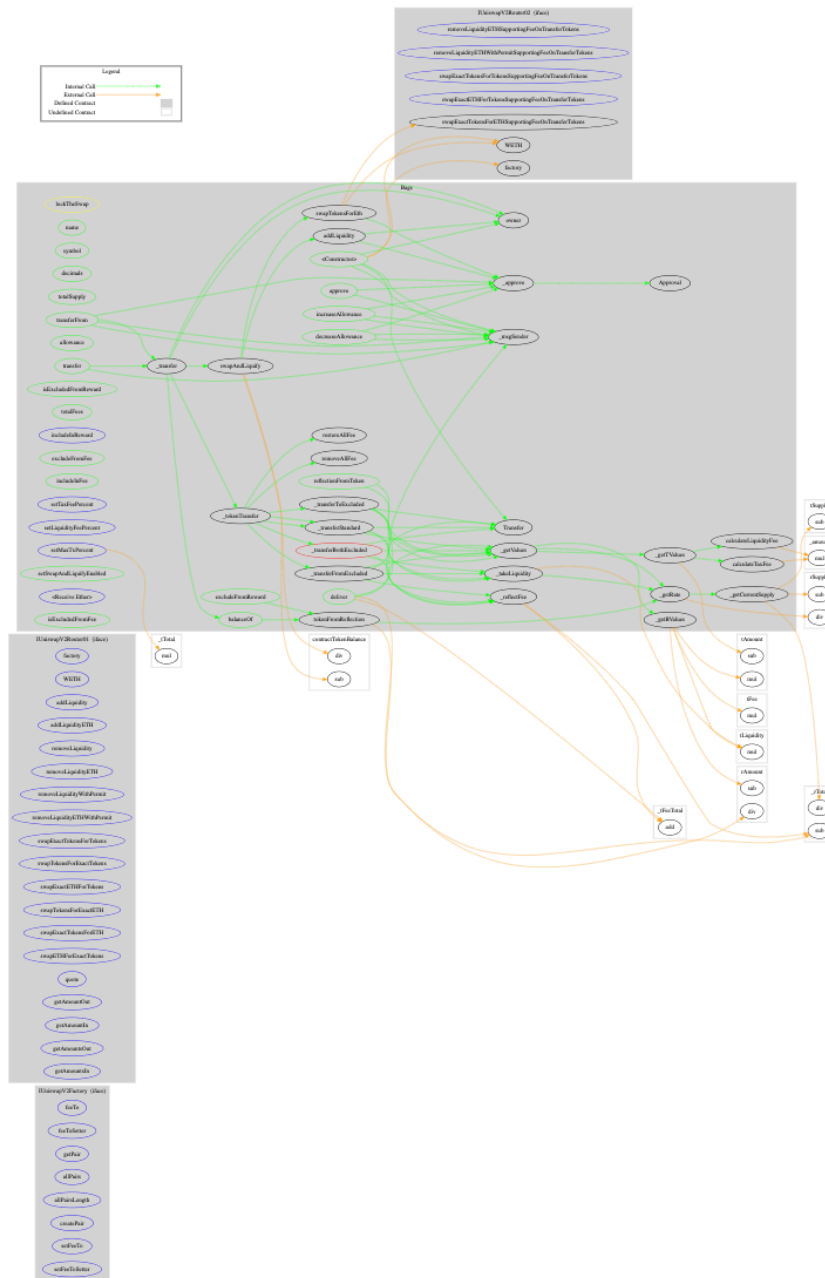 IUniswapV2Router02 (iface)
removeLiquidityETHSupportingFeeOnTransferTokens
removeLiquidityETHWithPermitSupportingFeeOnTransferTokens
swapExactTokensForTokensSupportingFeeOnTransferTokens
swapExactETHForTokensSupportingFeeOnTransferTokens
swapExactTokensForETHSupportingFeeOnTransferTokens
WETH
factory
Legend
Internal Call
External Call
Defined Contract
Undefined Contract
lockTheSwap
name
symbol
decimals
totalSupply
transferFrom
allowance
transfer
isExcludedFromReward
totalFees
includeInReward
excludeFromFee
includeInFee
setTaxFeePercent
setLiquidityFeePercent
setMaxTxPercent
setSwapAndLiquifyEnabled
<Receive Ether>
isExcludedFromFee
_transfer
swapAndLiquify
_tokenTransfer
excludeFromReward
balanceOf
swapTokensForEth
addLiquidity
<Constructor>
approve
increaseAllowance
decreaseAllowance
restoreAllFee
removeAllFee
reflectionFromToken
_transferToExcluded
_transferStandard
_transferBothExcluded
_transferFromExcluded
deliver
tokenFromReflection
owner
_approve
_msgSender
Transfer
_getValues
_takeLiquidity
_reflectFee
Approval
_getTValues
_getRate
_getRValues
calculateLiquidityFee
calculateTaxFee
_getCurrentSupply
sub
mul
sub
div
_tTotal
mul
contractTokenBalance
div
sub
tAmount
sub
mul
tFee
mul
tLiquidity
mul
tAmount
sub
div
_tFeeTotal
add
div
sub
IUniswapV2Router01 (iface)
factory
WETH
addLiquidity
addLiquidityETH
removeLiquidity
removeLiquidityETH
removeLiquidityWithPermit
removeLiquidityETHWithPermit
swapExactTokensForTokens
swapTokensForExactTokens
swapExactETHForTokens
swapTokensForExactETH
swapExactTokensForETH
swapETHForExactTokens
quote
getAmountOut
getAmountIn
getAmountsOut
getAmountsIn
IUniswapV2Factory (iface)
feeTo
feeToSetter
getPair
allPairs
allPairsLength
createPair
setFeeTo
setFeeToSetter